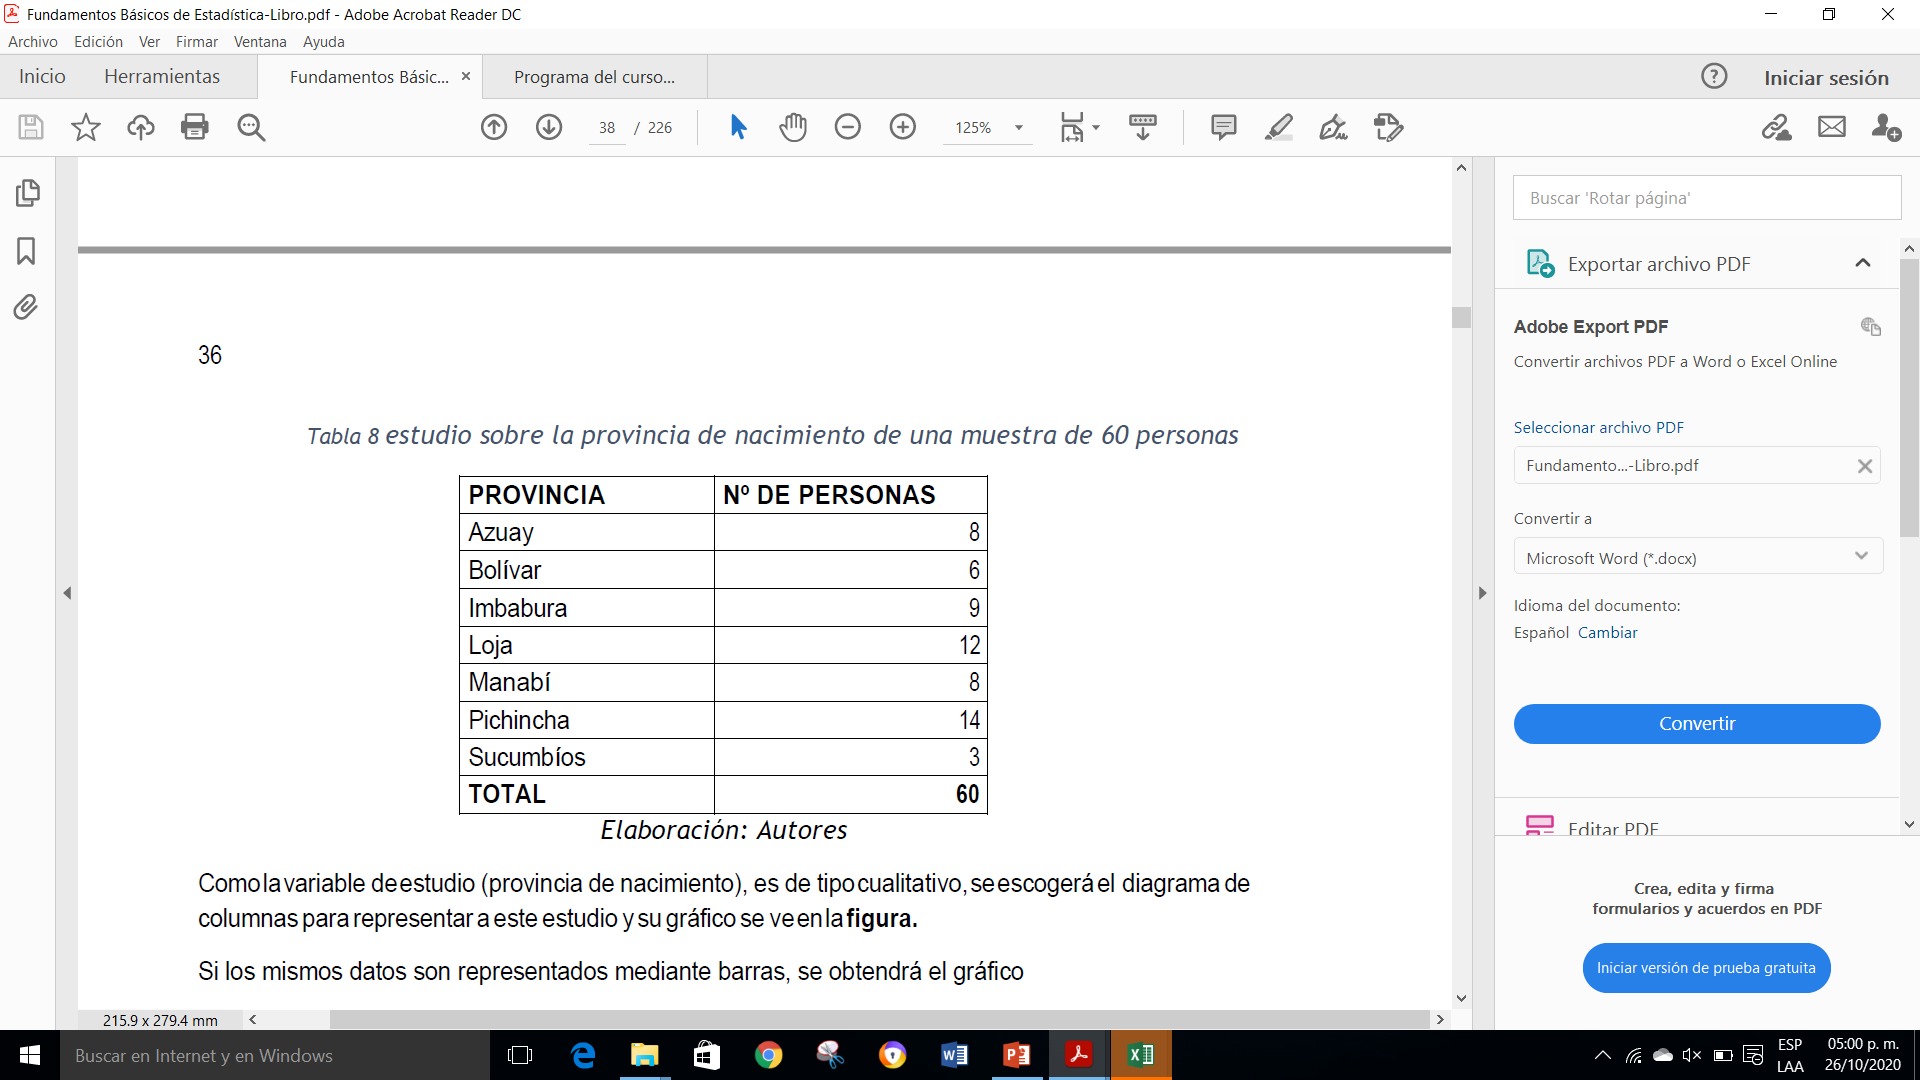 Fundamentos Básicos de Estadística-Libro.pdf - Adobe Acrobat Reader DC
Archivo Edición Ver Firmar Ventana Ayuda
Inicio Herramientas Fundamentos Básic... × Programa del curso... Iniciar sesión
38 / 226 125%
Buscar 'Rotar página'
Exportar archivo PDF
Adobe Export PDF
Convertir archivos PDF a Word o Excel Online
Seleccionar archivo PDF
Fundamento...-Libro.pdf
Convertir a
Microsoft Word (*.docx)
Idioma del documento:
Español Cambiar
Convertir
Editar PDF
Crea, edita y firma
formularios y acuerdos en PDF
Iniciar versión de prueba gratuita
36
Tabla 8 estudio sobre la provincia de nacimiento de una muestra de 60 personas
PROVINCIA Nº DE PERSONAS
Azuay 8
Bolívar 6
Imbabura 9
Loja 12
Manabí 8
Pichincha 14
Sucumbíos 3
TOTAL 60
Elaboración: Autores
Como la variable de estudio (provincia de nacimiento), es de tipo cualitativo, se escogerá el diagrama de
columnas para representar a este estudio y su gráfico se ve en la figura.
Si los mismos datos son representados mediante barras, se obtendrá el gráfico
215.9 x 279.4 mm
Buscar en Internet y en Windows
ESP
LAA
05:00 p. m.
26/10/2020